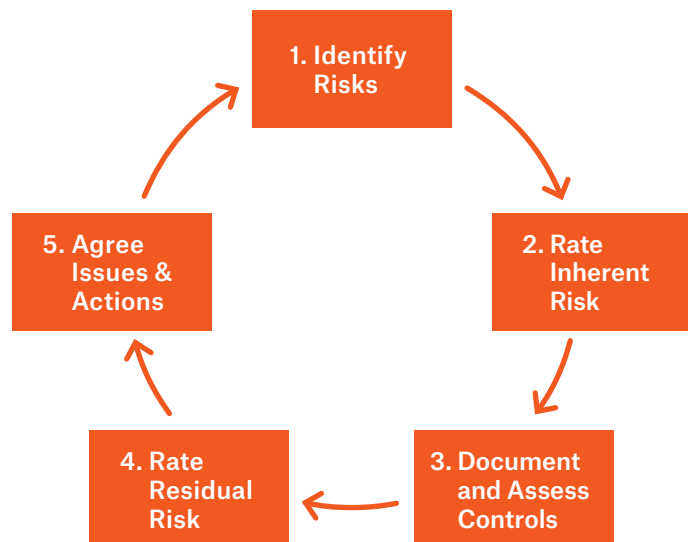 1. Identify
Risks
2. Rate
Inherent
Risk
3. Document
and Assess
Controls
4. Rate
Residual
Risk
5. Agree
Issues &
Actions